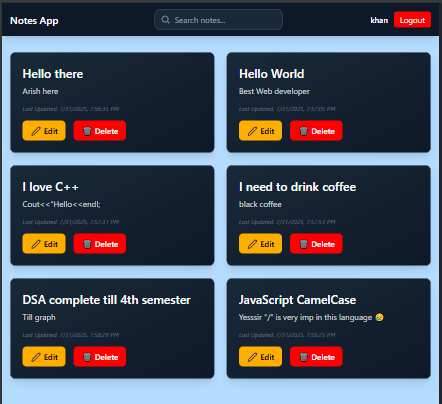 Notes App
Search notes...
khan
Logout
Hello there
Arish here
Last Updated: 7/31/2025, 7:56:35 PM
Edit
Delete
Hello World
Best Web developer
Last Updated: 7/31/2025, 7:57:05 PM
Edit
Delete
I love C++
Cout<<"Hello<<endl;
Last Updated: 7/31/2025, 7:57:31 PM
Edit
Delete
I need to drink coffee
black coffee
Last Updated: 7/31/2025, 7:57:53 PM
Edit
Delete
DSA complete till 4th semester
Till graph
Last Updated: 7/31/2025, 7:58:29 PM
Edit
Delete
JavaScript CamelCase
Yesssir "/" is very imp in this language 😑
Last Updated: 7/31/2025, 7:59:25 PM
Edit
Delete